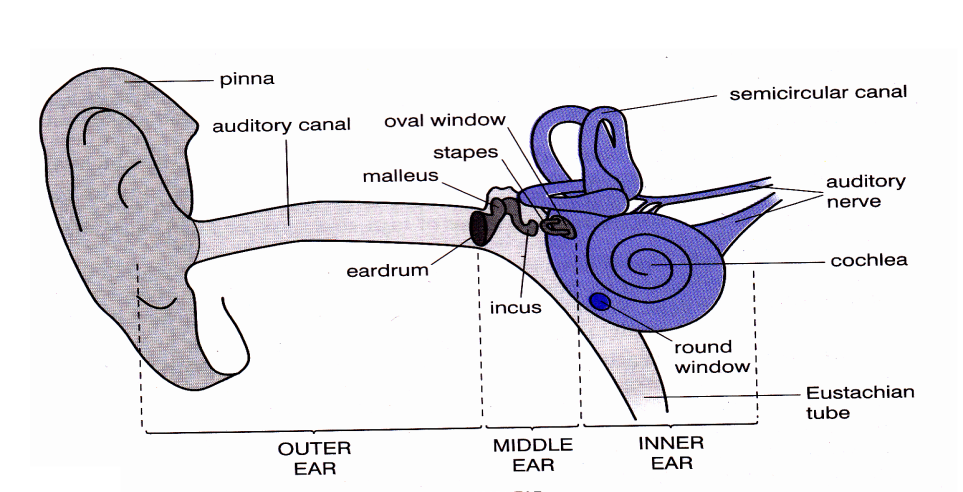 pinna
semicircular canal
auditory canal
oval window
stapes
malleus
auditory
nerve
cochlea
eardrum
incus
round
window
Eustachian
tube
OUTER
EAR
MIDDLE
EAR
INNER
EAR